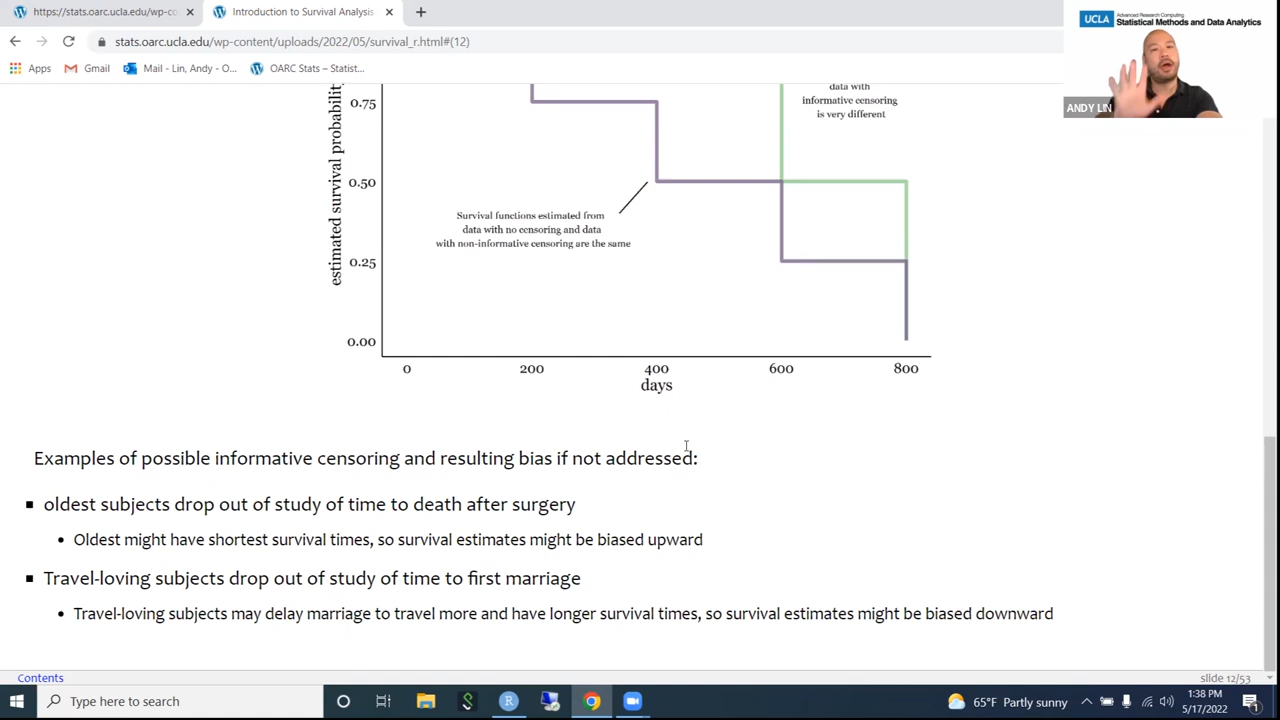 https://stats.oarc.ucla.edu/wp-co
Introduction to Survival Analysis
stats.oarc.ucla.edu/wp-content/uploads/2022/05/survival_r.html#(12)
Apps
Gmail
Mail - Lin, Andy - O...
OARC Stats – Statist...
UCLA
Advanced Research Computing
Statistical Methods and Data Analytics
ANDY LIN
estimated survival probability
0.75
0.50
0.25
0.00
data with
informative censoring
is very different
Survival functions estimated from
data with no censoring and data
with non-informative censoring are the same
0
200
400
600
800
days
Examples of possible informative censoring and resulting bias if not addressed:
oldest subjects drop out of study of time to death after surgery
Oldest might have shortest survival times, so survival estimates might be biased upward
Travel-loving subjects drop out of study of time to first marriage
Travel-loving subjects may delay marriage to travel more and have longer survival times, so survival estimates might be biased downward
Contents
slide 12/53
Type here to search
65°F Partly sunny
1:38 PM
5/17/2022